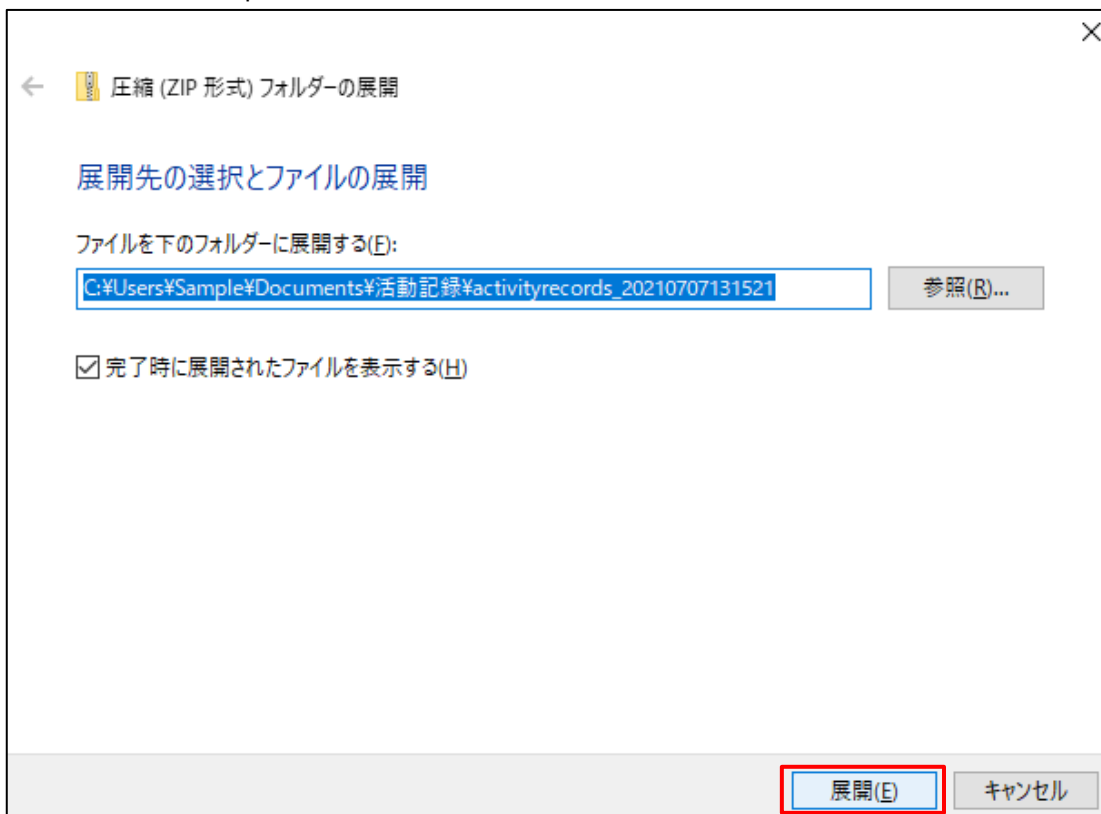 圧縮 (ZIP 形式) フォルダーの展開
展開先の選択とファイルの展開
ファイルを下のフォルダーに展開する(F):
C:¥Users¥Sample¥Documents¥活動記録¥activityrecords_20210707131521
参照(R)...
完了時に展開されたファイルを表示する(H)
展開(E) キャンセル